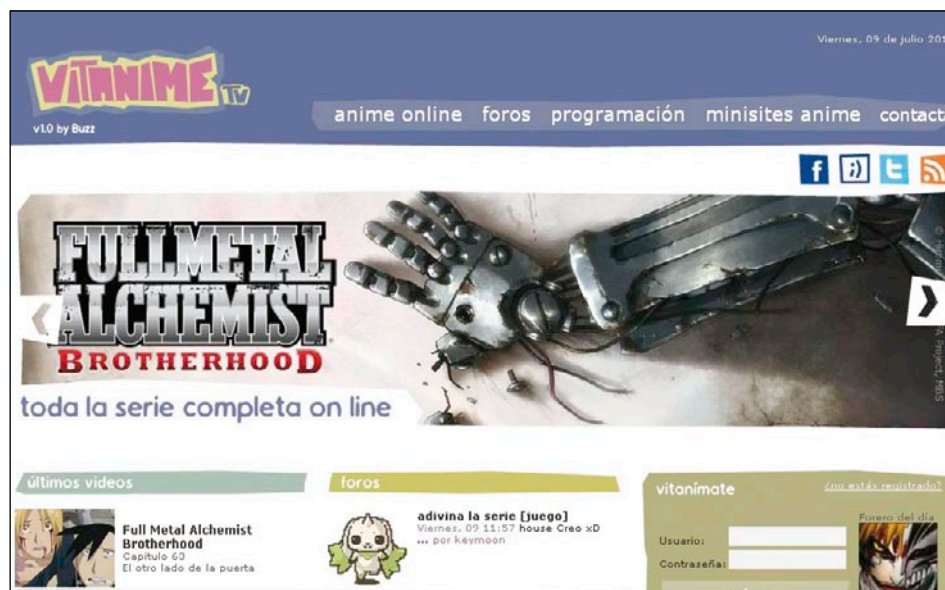 Viernes, 09 de julio 201
VITANIME TV
v1.0 by Buzz
anime online foros programación minisites anime contact
FULLMETAL
ALCHEMIST
BROTHERHOOD
toda la serie completa on line
últimos videos
Full Metal Alchemist
Brotherhood
Capitulo 63
El otro lado de la puerta
foros
adivina la serie [juego]
Viernes, 09 11:57 house Creo xD
... por keymoon
vitanímate
¿no estás registrado?
Forero del día
Usuario:
Contraseña: